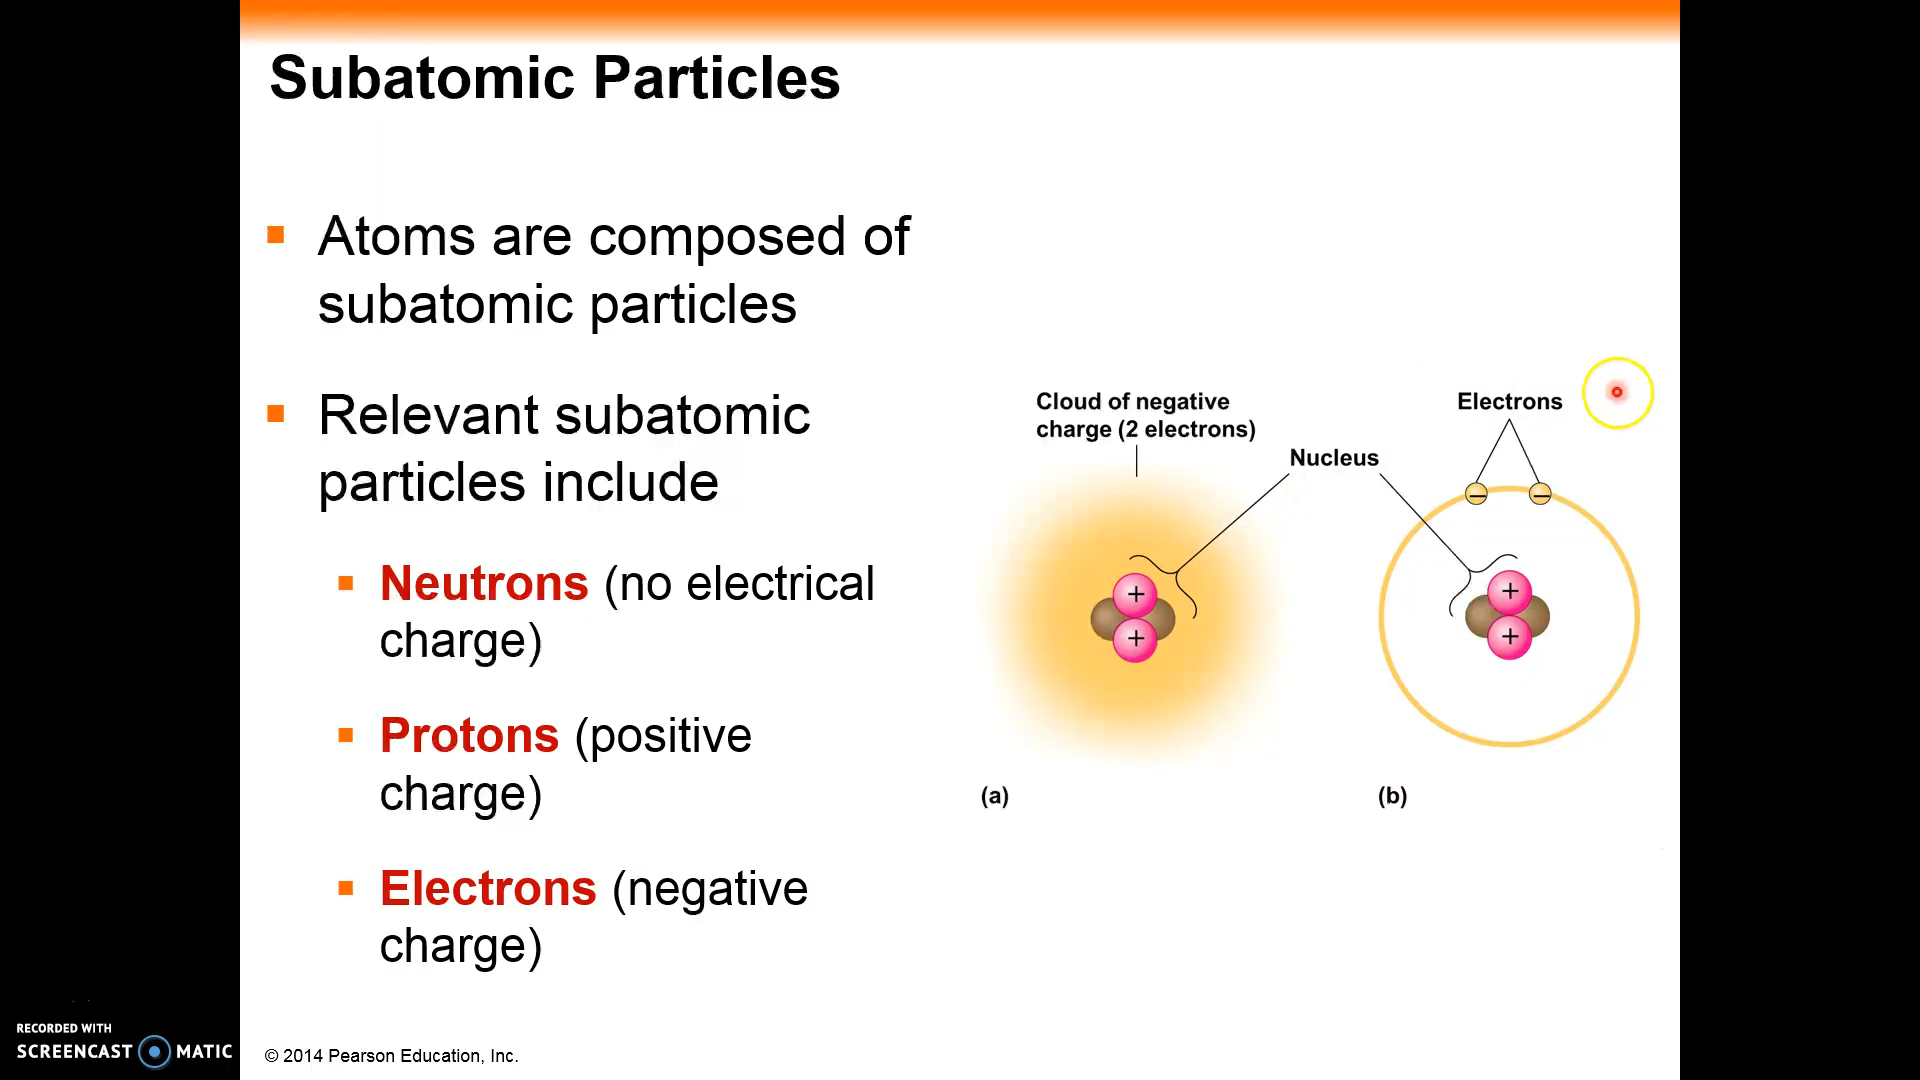 Subatomic Particles
Atoms are composed of
subatomic particles
Relevant subatomic
particles include
Neutrons (no electrical
charge)
Protons (positive
charge)
Electrons (negative
charge)
Cloud of negative
charge (2 electrons)
Nucleus
Electrons
− −
+ +
+ +
(a) (b)
RECORDED WITH
SCREENCAST MATIC
© 2014 Pearson Education, Inc.